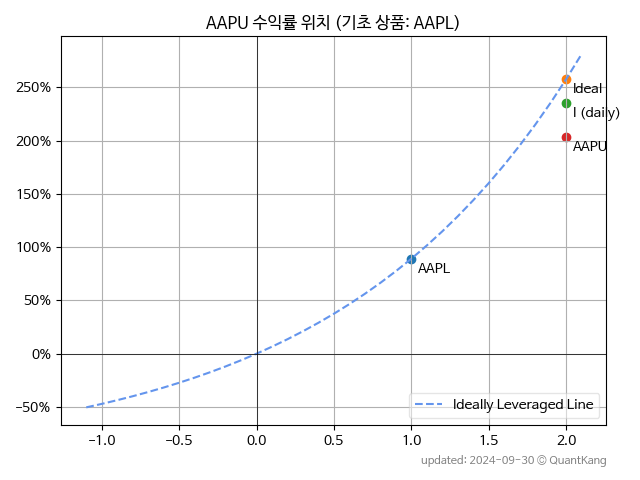 AAPU 수익률 위치 (기초 상품: AAPL)
250%
200%
150%
100%
50%
0%
−50%
Ideal
I (daily)
AAPU
AAPL
Ideally Leveraged Line
−1.0 −0.5 0.0 0.5 1.0 1.5 2.0
updated: 2024-09-30 © QuantKang